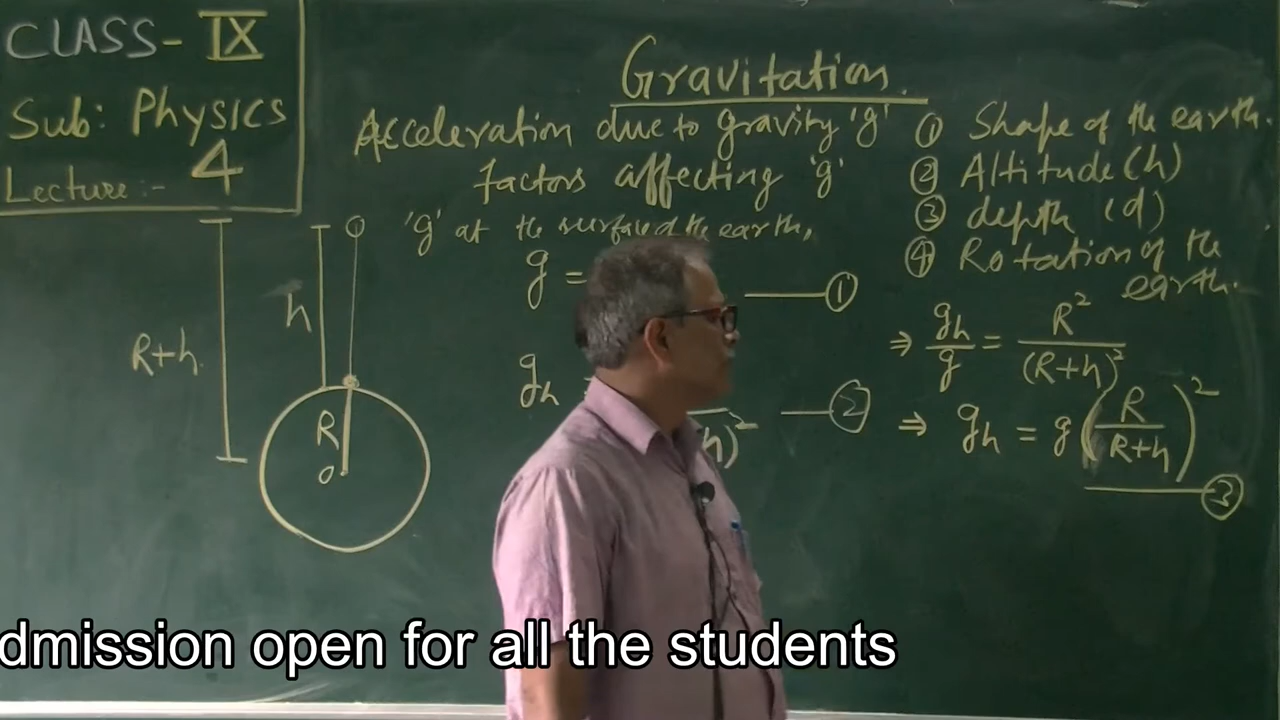 CLASS- IX
Sub: Physics
Lecture:- 4
Gravitation.
Acceleration due to gravity 'g'
factors affecting 'g'
① Shape of the earth.
② Altitude (h)
③ depth (d)
④ Rotation of the
earth.
'g' at the surface of the earth.
g =
①
gₕ
h)²
②
⇒ gₕ/g = R²/(R+h)²
⇒ gₕ = g(R/R+h)²
③
R+h
h
R
O
dmission open for all the students